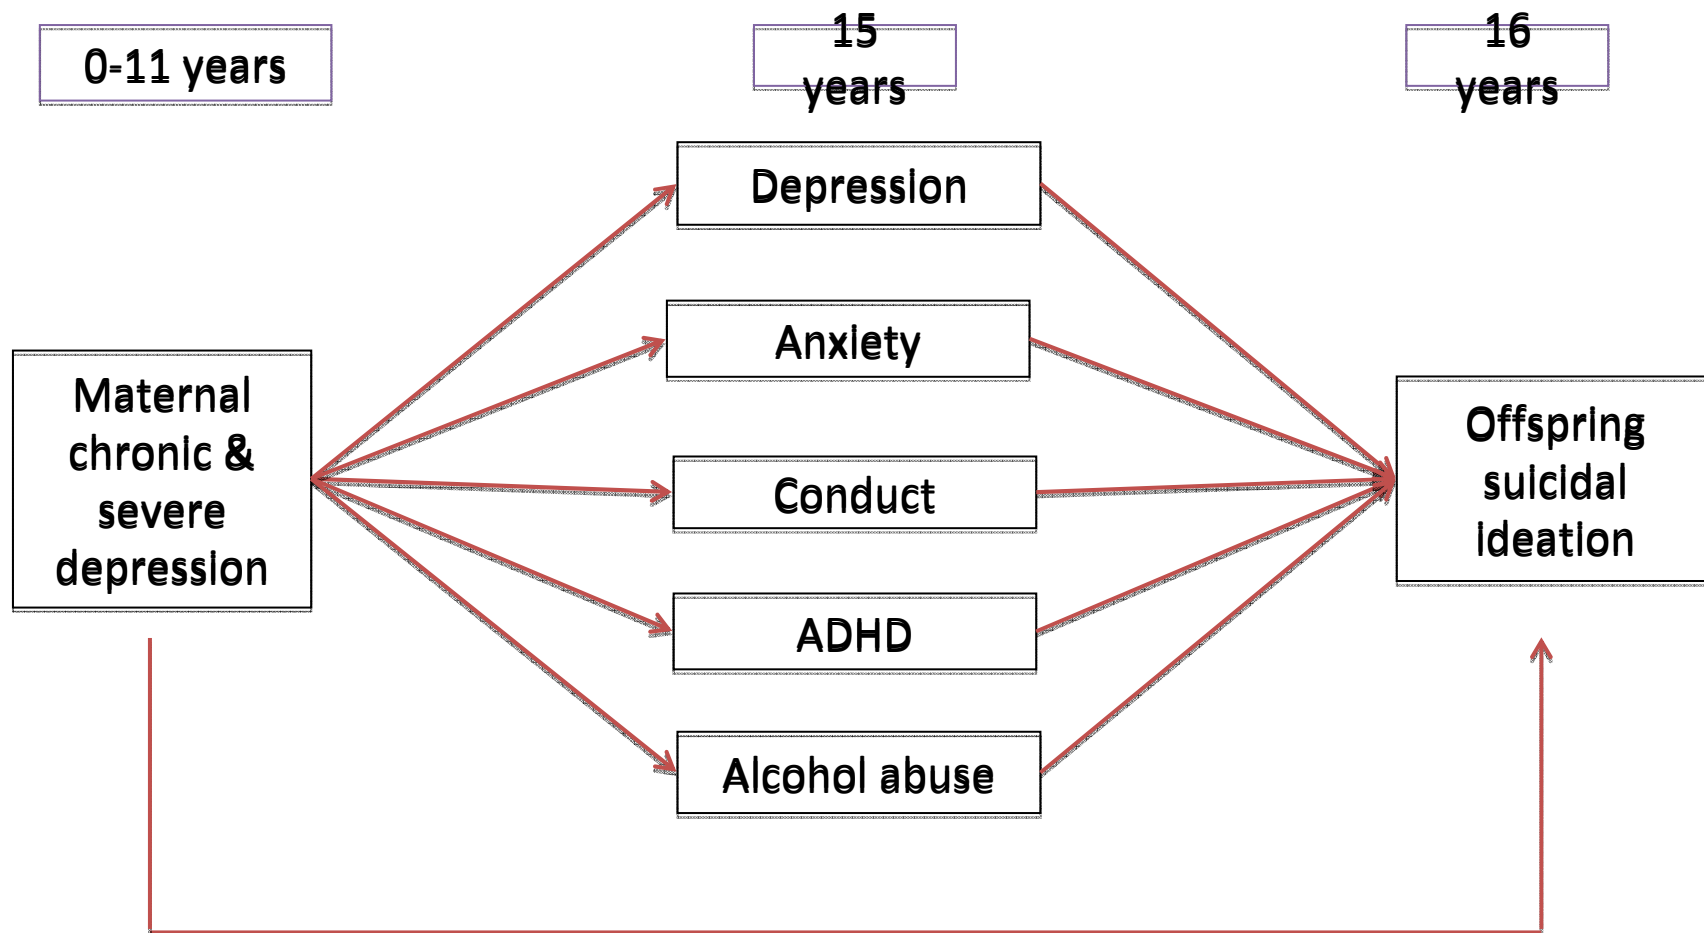 0-11 years
15
years
16
years
Depression
Anxiety
Maternal
chronic &
severe
depression
Conduct
Offspring
suicidal
ideation
ADHD
Alcohol abuse